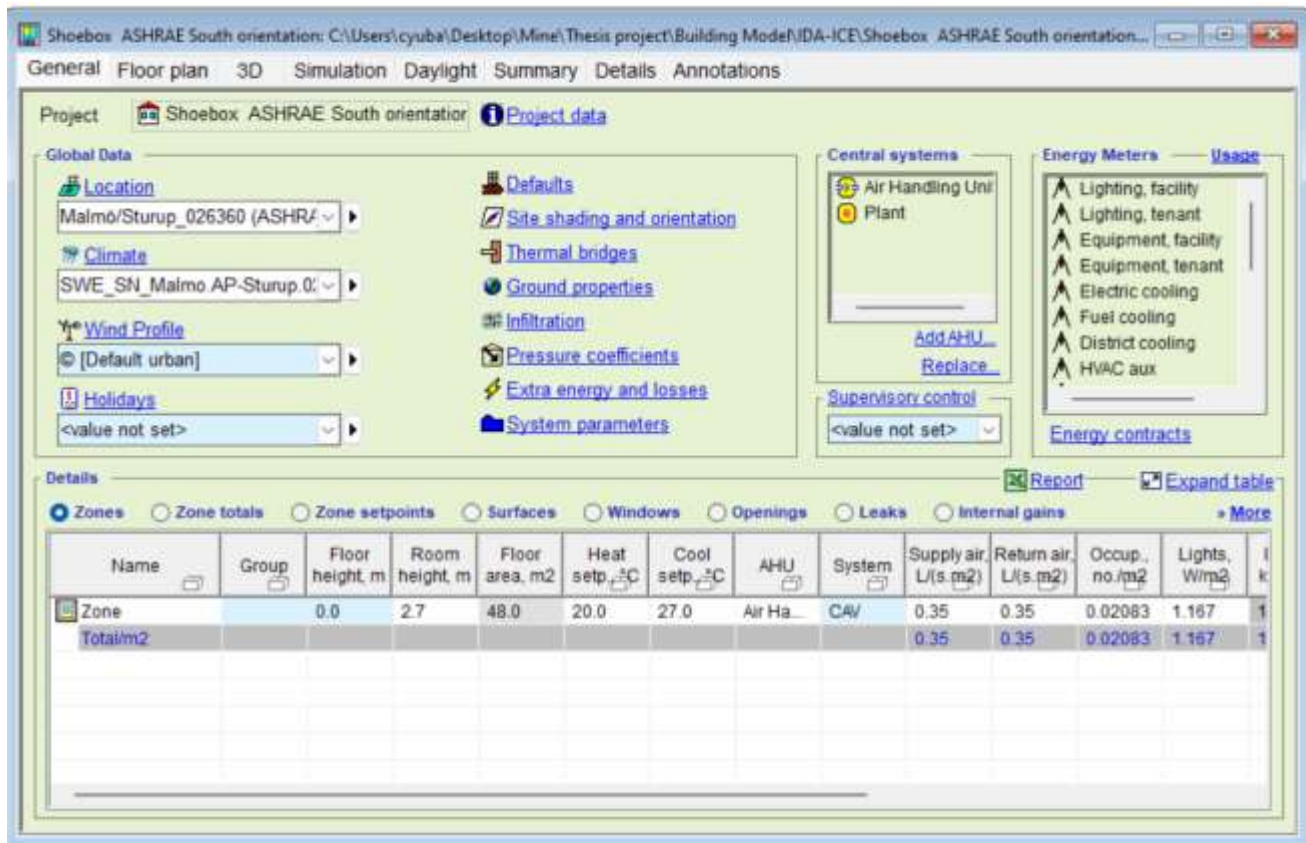 Shoebox ASHRAE South orientation: C:\Users\cyuba\Desktop\Mine\Thesis project\Building Model\IDA-ICE\Shoebox ASHRAE South orientation...
General Floor plan 3D Simulation Daylight Summary Details Annotations
Project Shoebox ASHRAE South orientatior Project data
Global Data
Location
Malmö/Sturup_026360 (ASHRA
Climate
SWE_SN_Malmo.AP-Sturup.02
Wind Profile
© [Default urban]
Holidays
<value not set>
Defaults
Site shading and orientation
Thermal bridges
Ground properties
Infiltration
Pressure coefficients
Extra energy and losses
System parameters
Central systems
Air Handling Uni
Plant
Add AHU...
Replace...
Supervisory control
<value not set>
Energy Meters Usage
Lighting, facility
Lighting, tenant
Equipment, facility
Equipment, tenant
Electric cooling
Fuel cooling
District cooling
HVAC aux
Energy contracts
Details Report Expand table
Zones Zone totals Zone setpoints Surfaces Windows Openings Leaks Internal gains » More
Name Group Floor height, m Room height, m Floor area, m2 Heat setp., °C Cool setp., °C AHU System Supply air, L/(s.m2) Return air, L/(s.m2) Occup., no./m2 Lights, W/m2
Zone 0.0 2.7 48.0 20.0 27.0 Air Ha... CAV 0.35 0.35 0.02083 1.167 1
Total/m2 0.35 0.35 0.02083 1.167 1